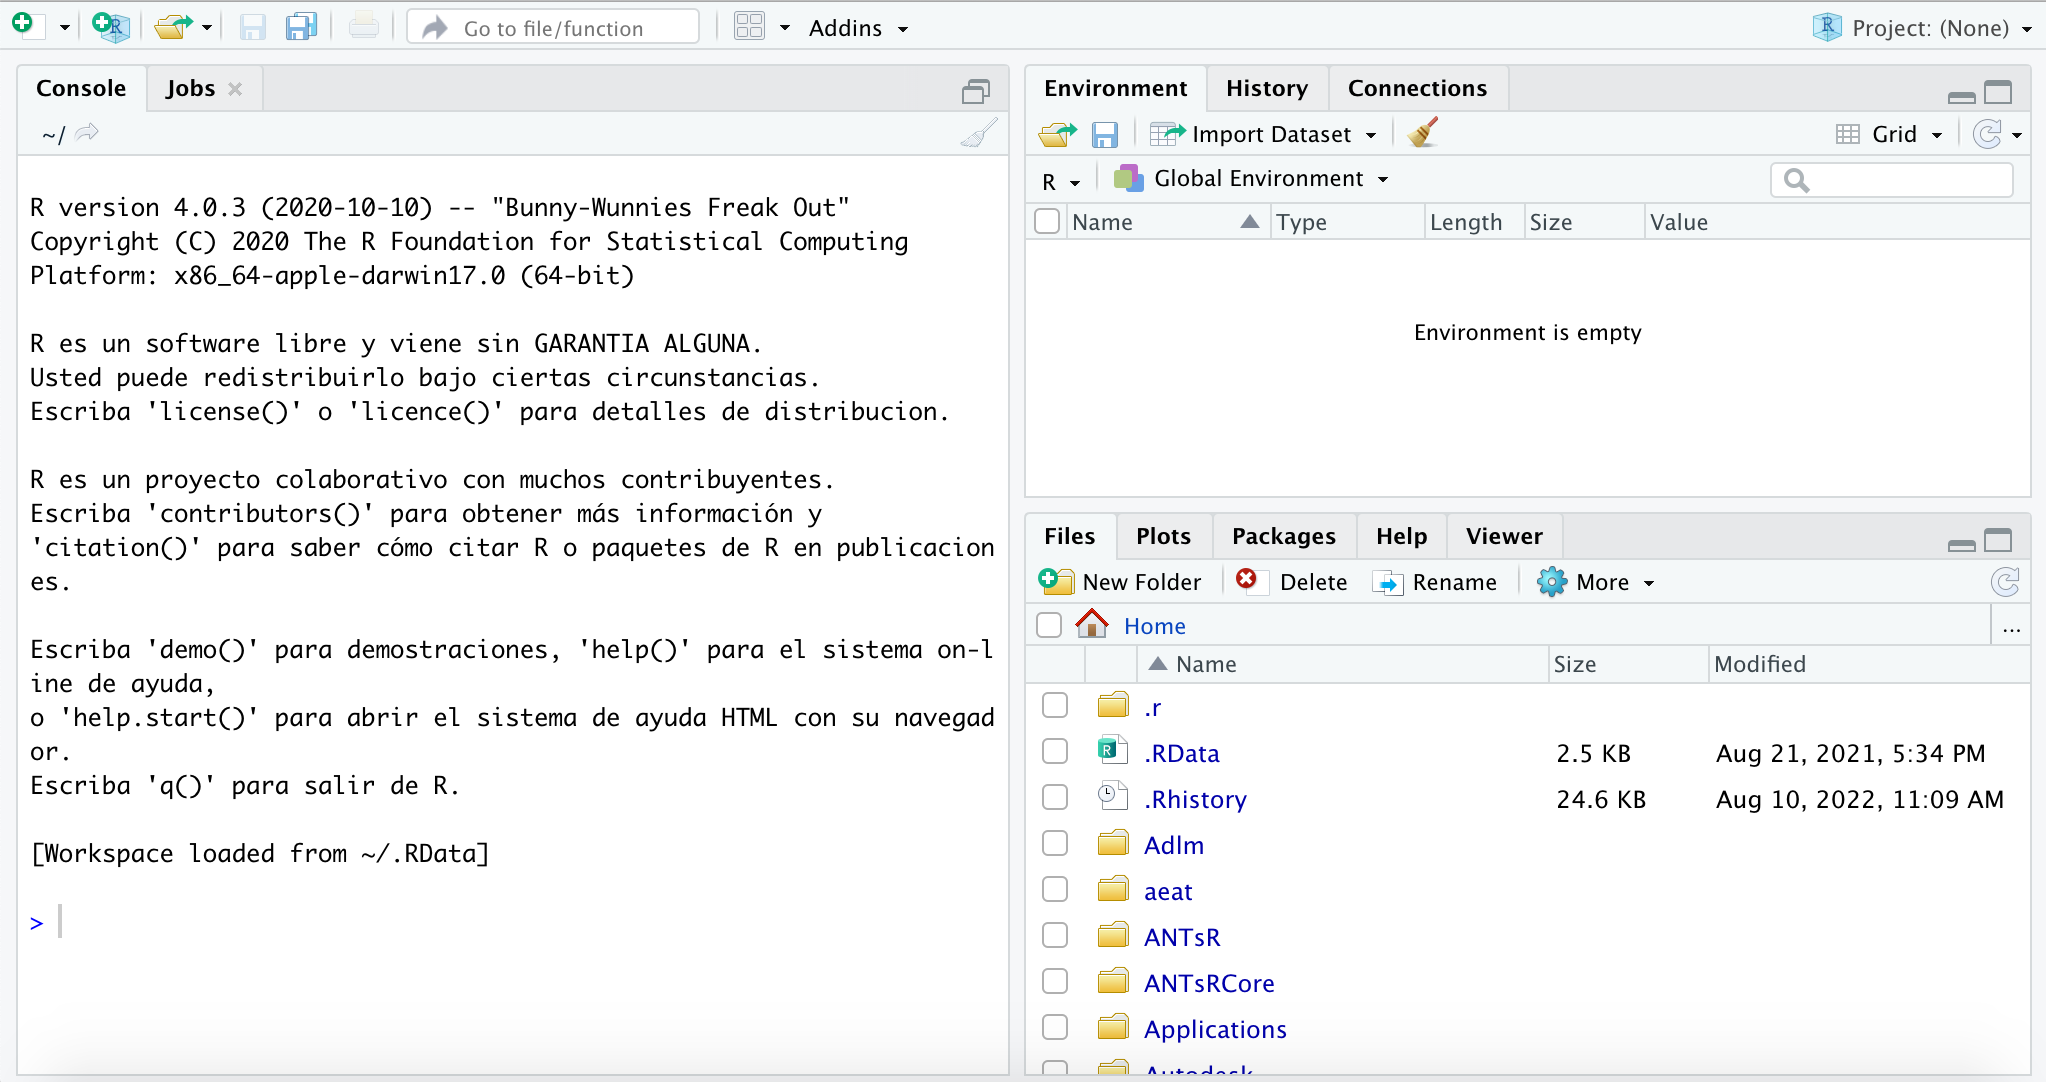 Go to file/function
Addins
Project: (None)
Console
Jobs
~/
R version 4.0.3 (2020-10-10) -- "Bunny-Wunnies Freak Out"
Copyright (C) 2020 The R Foundation for Statistical Computing
Platform: x86_64-apple-darwin17.0 (64-bit)
R es un software libre y viene sin GARANTIA ALGUNA.
Usted puede redistribuirlo bajo ciertas circunstancias.
Escriba 'license()' o 'licence()' para detalles de distribucion.
R es un proyecto colaborativo con muchos contribuyentes.
Escriba 'contributors()' para obtener más información y
'citation()' para saber cómo citar R o paquetes de R en publicacion
es.
Escriba 'demo()' para demostraciones, 'help()' para el sistema on-l
ine de ayuda,
o 'help.start()' para abrir el sistema de ayuda HTML con su navegad
or.
Escriba 'q()' para salir de R.
[Workspace loaded from ~/.RData]
>
Environment History Connections
Import Dataset Grid
R Global Environment
Name Type Length Size Value
Environment is empty
Files Plots Packages Help Viewer
New Folder Delete Rename More
Home ...
Name Size Modified
.r
.RData 2.5 KB Aug 21, 2021, 5:34 PM
.Rhistory 24.6 KB Aug 10, 2022, 11:09 AM
Adlm
aeat
ANTsR
ANTsRCore
Applications
Autodesk